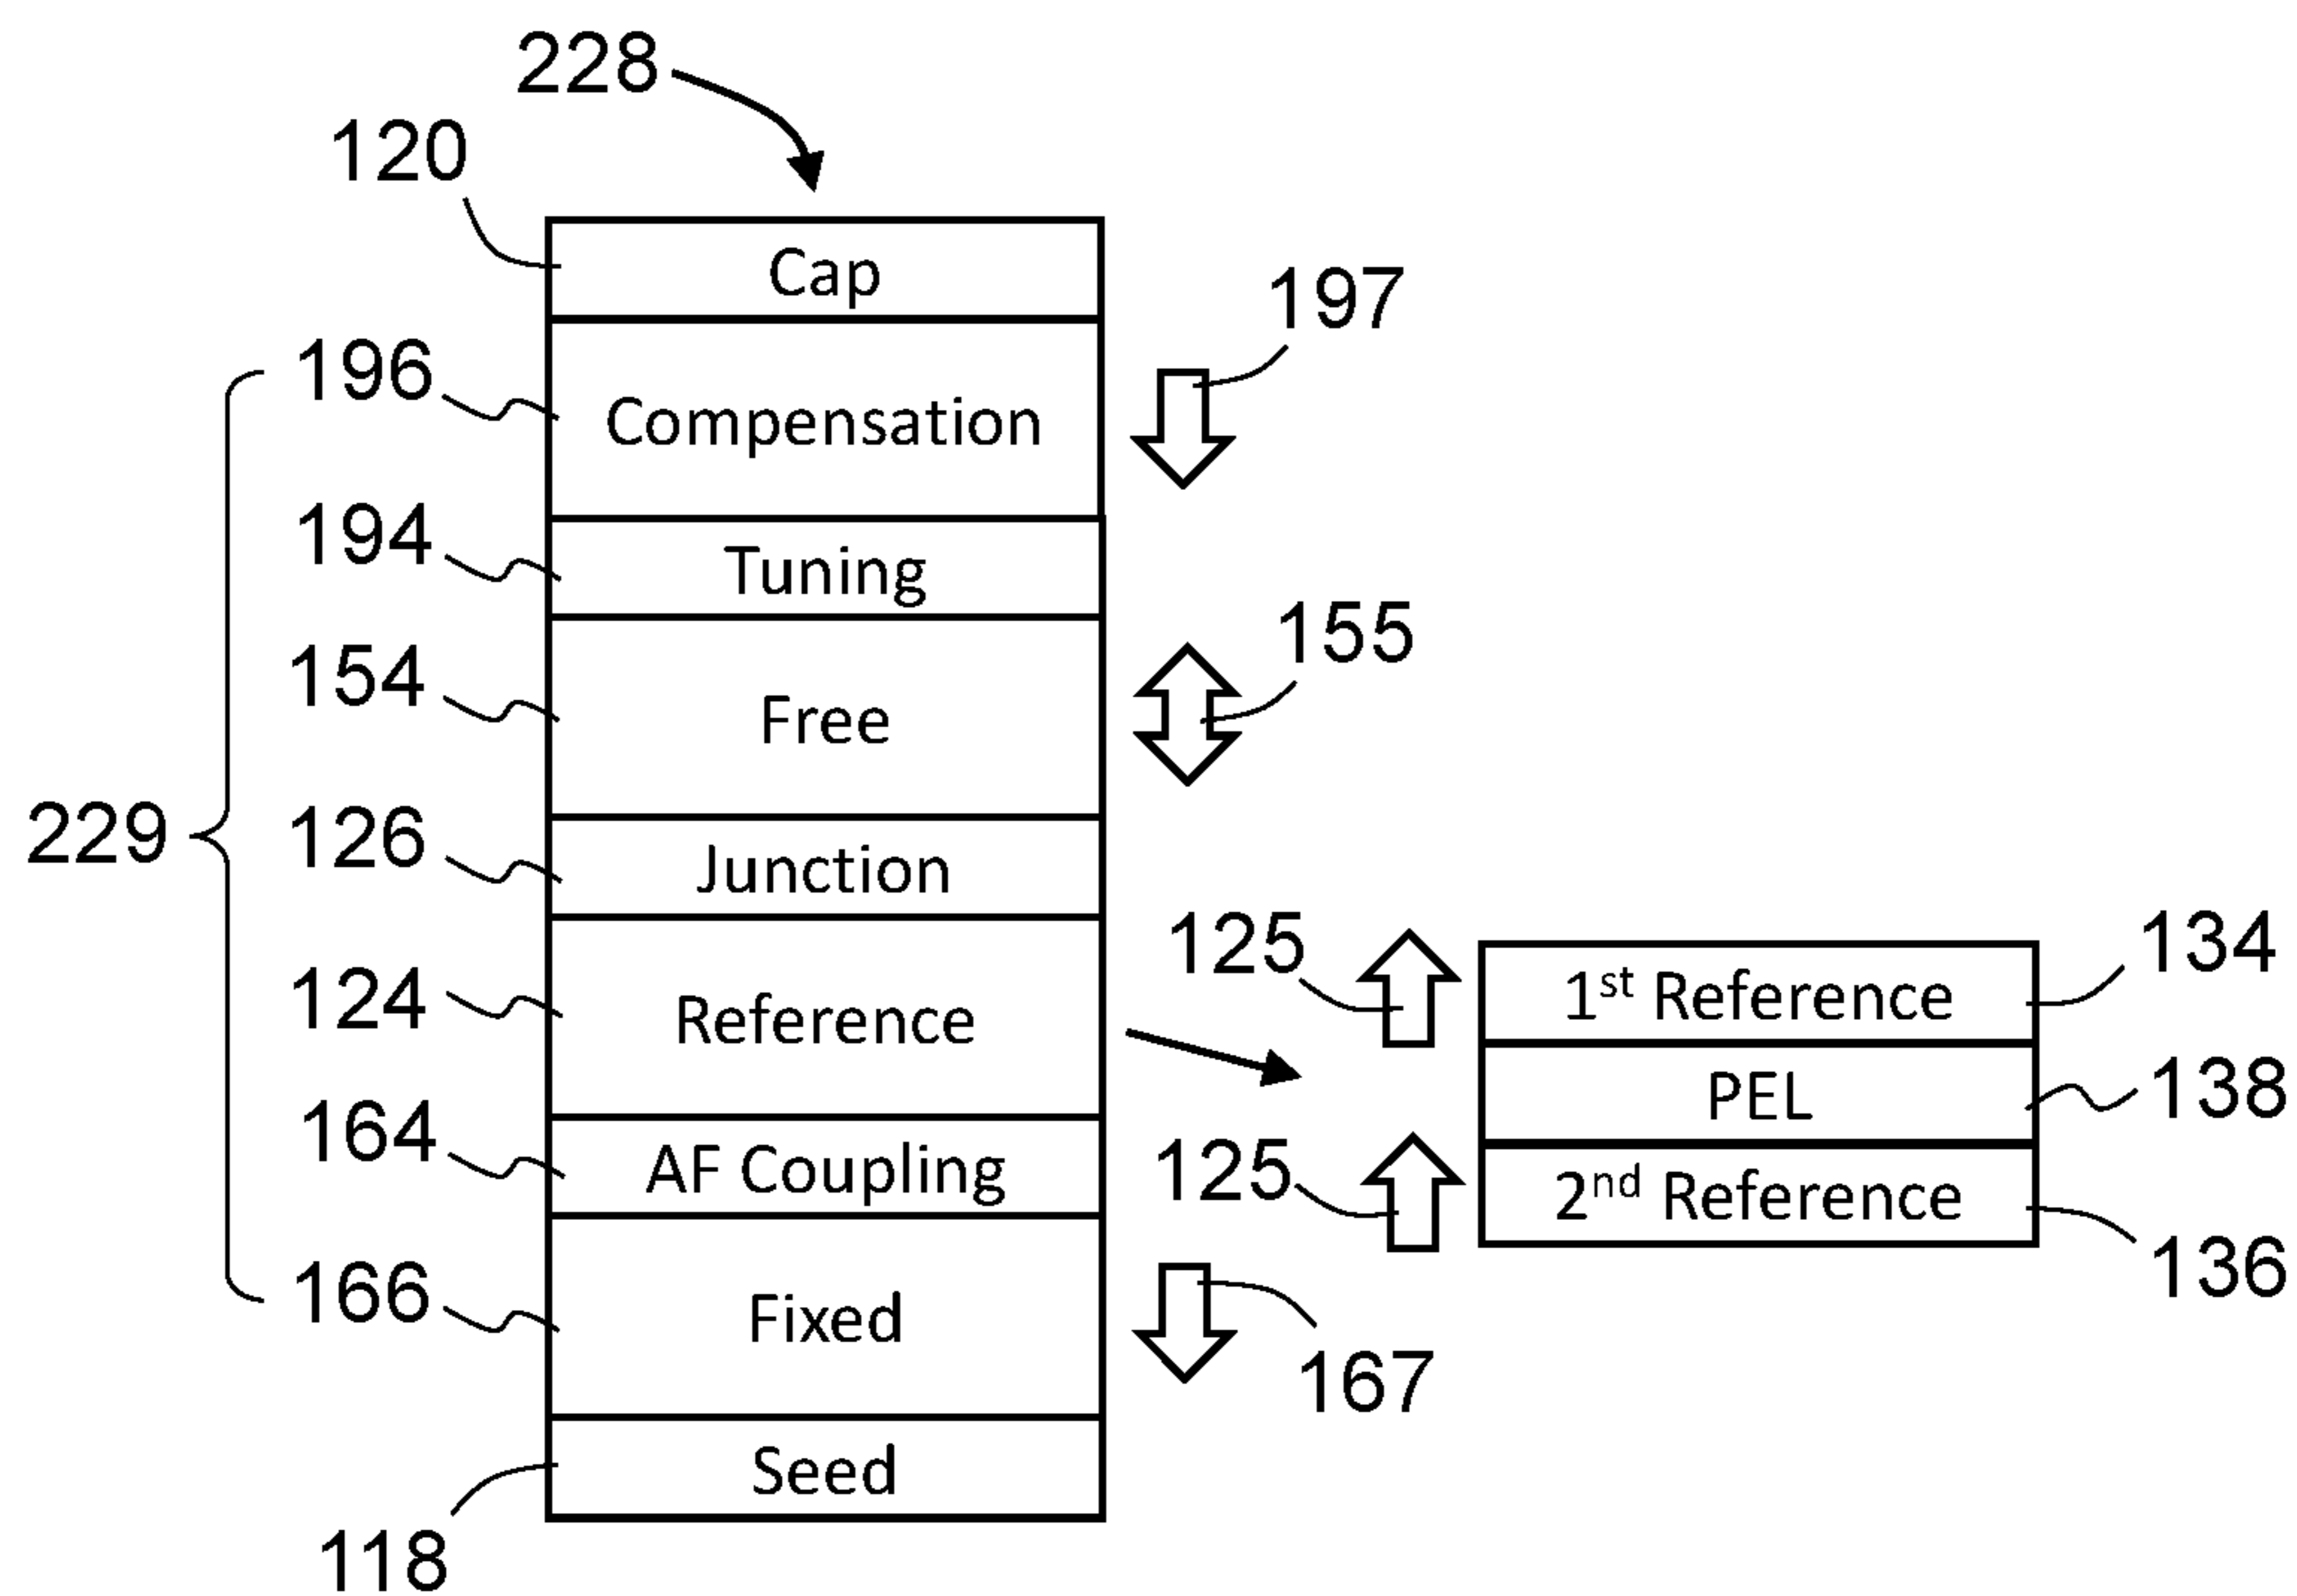 228
120
Cap
197
196
Compensation
194
Tuning
155
154
Free
229
126
Junction
125
134
1st Reference
124
Reference
138
PEL
164
AF Coupling
125
2nd Reference
136
166
Fixed
167
Seed
118